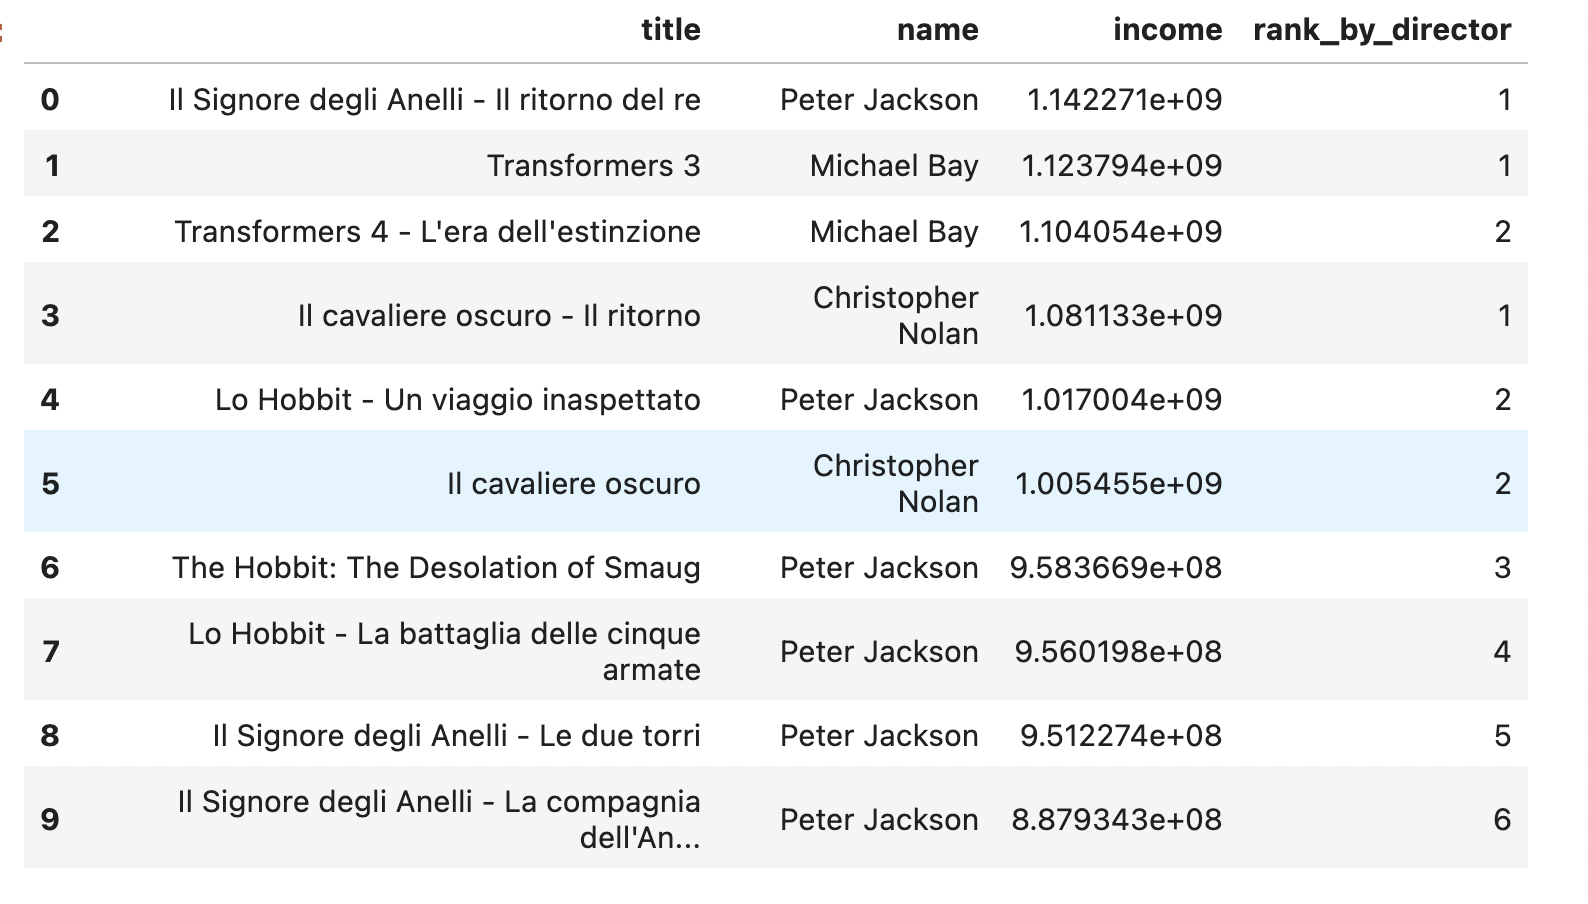 title name income rank_by_director
0 Il Signore degli Anelli - Il ritorno del re Peter Jackson 1.142271e+09 1
1 Transformers 3 Michael Bay 1.123794e+09 1
2 Transformers 4 - L'era dell'estinzione Michael Bay 1.104054e+09 2
3 Il cavaliere oscuro - Il ritorno Christopher Nolan 1.081133e+09 1
4 Lo Hobbit - Un viaggio inaspettato Peter Jackson 1.017004e+09 2
5 Il cavaliere oscuro Christopher Nolan 1.005455e+09 2
6 The Hobbit: The Desolation of Smaug Peter Jackson 9.583669e+08 3
7 Lo Hobbit - La battaglia delle cinque armate Peter Jackson 9.560198e+08 4
8 Il Signore degli Anelli - Le due torri Peter Jackson 9.512274e+08 5
9 Il Signore degli Anelli - La compagnia dell'An... Peter Jackson 8.879343e+08 6